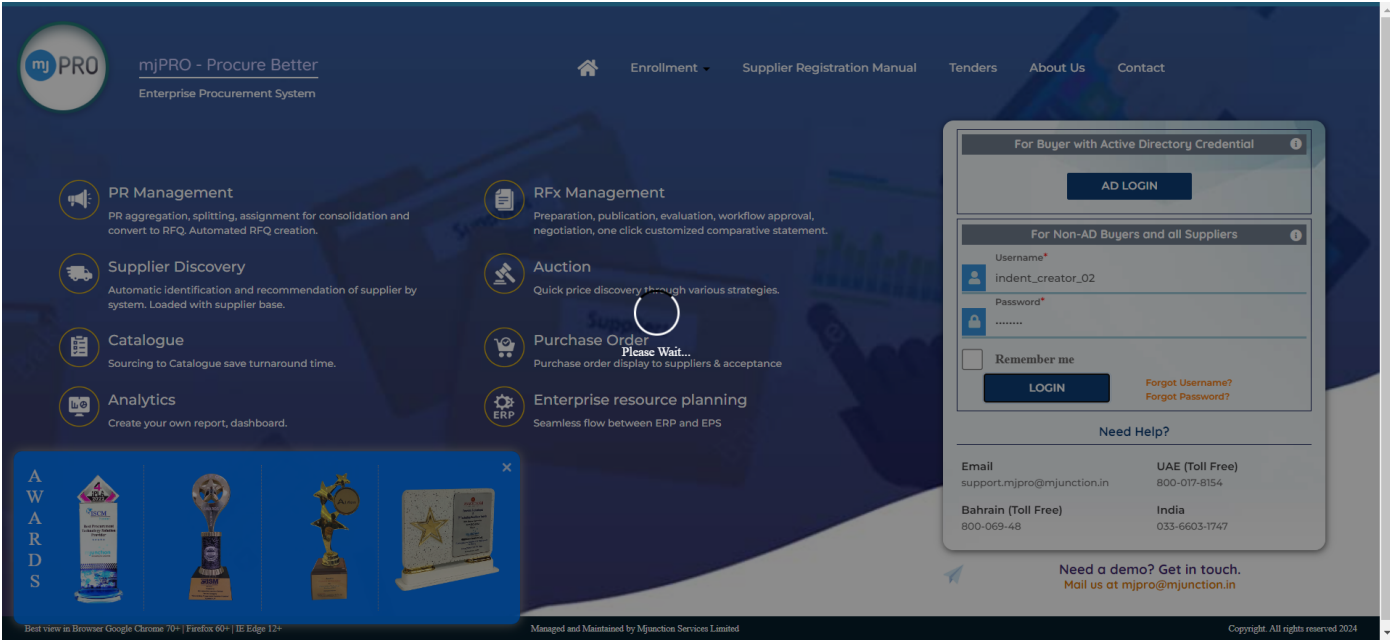 mj PRO
mjPRO - Procure Better
Enterprise Procurement System
Enrollment
Supplier Registration Manual
Tenders
About Us
Contact
PR Management
PR aggregation, splitting, assignment for consolidation and
convert to RFQ. Automated RFQ creation.
RFx Management
Preparation, publication, evaluation, workflow approval,
negotiation, one click customized comparative statement.
Supplier Discovery
Automatic identification and recommendation of supplier by
system. Loaded with supplier base.
Auction
Quick price discovery through various strategies.
Catalogue
Sourcing to Catalogue save turnaround time.
Purchase Order
Purchase order display to suppliers & acceptance
Please Wait...
Analytics
Create your own report, dashboard.
ERP
Enterprise resource planning
Seamless flow between ERP and EPS
For Buyer with Active Directory Credential
AD LOGIN
For Non-AD Buyers and all Suppliers
Username*
indent_creator_02
Password*
........
Remember me
LOGIN
Forgot Username?
Forgot Password?
Need Help?
Email
support.mjpro@mjunction.in
UAE (Toll Free)
800-017-8154
Bahrain (Toll Free)
800-069-48
India
033-6603-1747
Need a demo? Get in touch.
Mail us at mjpro@mjunction.in
AWARDS
Best view in Browser Google Chrome 70+ | Firefox 60+ | IE Edge 12+
Managed and Maintained by Mjunction Services Limited
Copyright. All rights reserved 2024